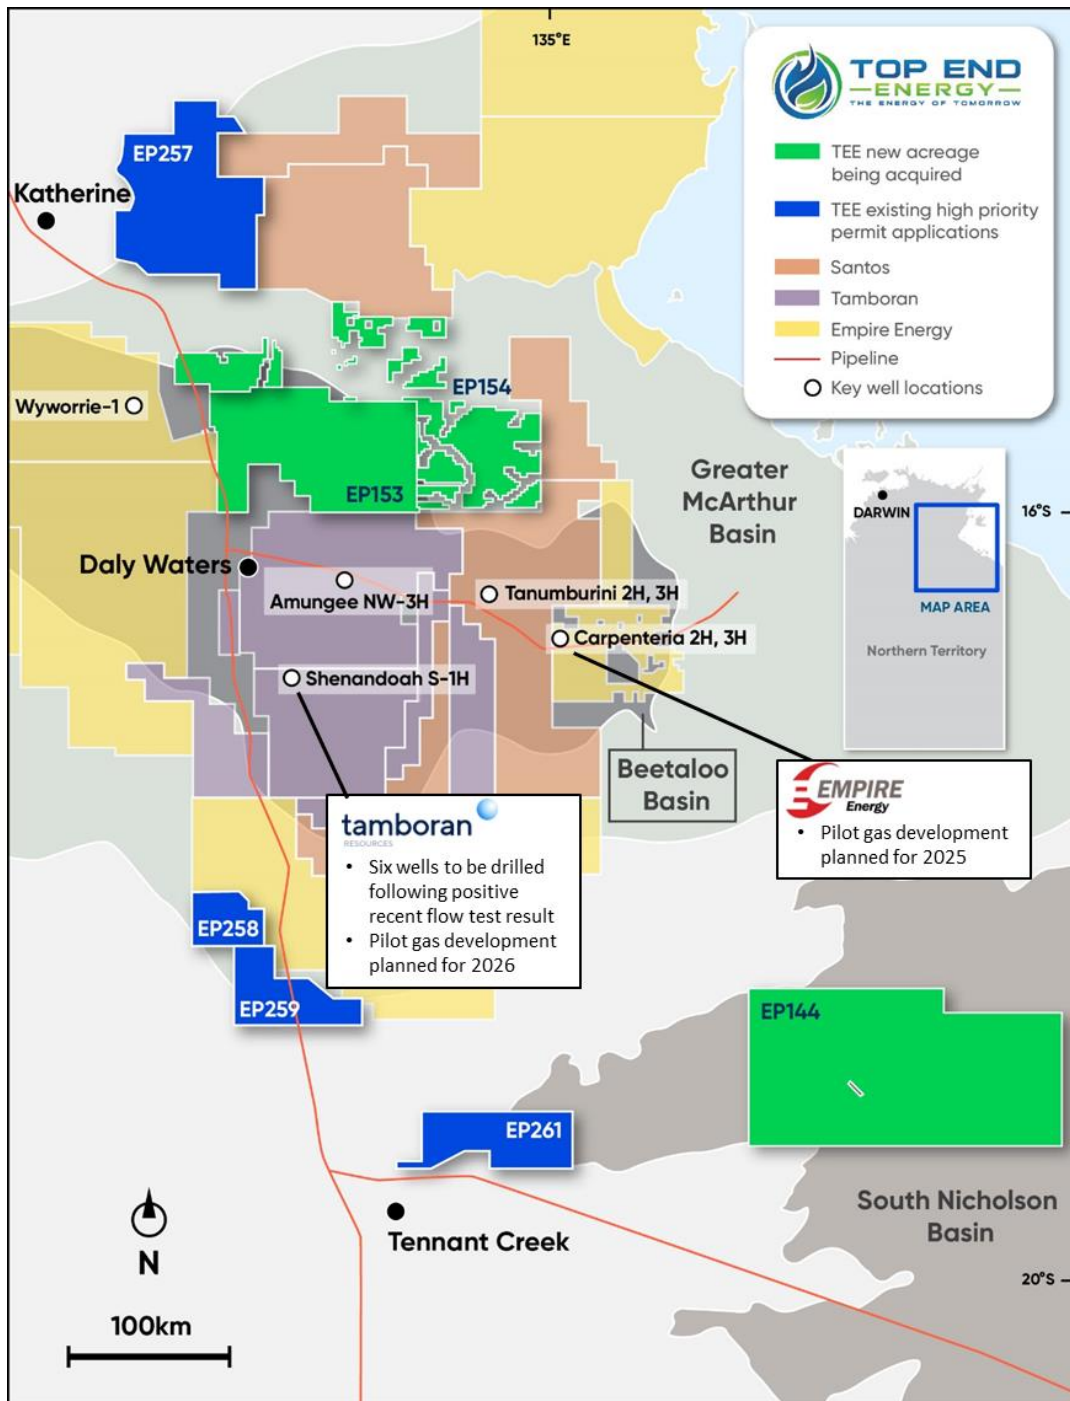 135°E
TOP END
ENERGY
THE ENERGY OF TOMORROW
TEE new acreage
being acquired
TEE existing high priority
permit applications
Santos
Tamboran
Empire Energy
Pipeline
Key well locations
EP257
Katherine
EP154
Wyworrie-1
EP153
Greater
McArthur
Basin
DARWIN
16°S
MAP AREA
Northern Territory
Daly Waters
Amungee NW-3H
Tanumburini 2H, 3H
Carpenteria 2H, 3H
Shenandoah S-1H
Beetaloo
Basin
tamboran
RESOURCES
• Six wells to be drilled
following positive
recent flow test result
• Pilot gas development
planned for 2026
EMPIRE
Energy
• Pilot gas development
planned for 2025
EP258
EP259
EP144
EP261
South Nicholson
Basin
Tennant Creek
N
20°S
100km